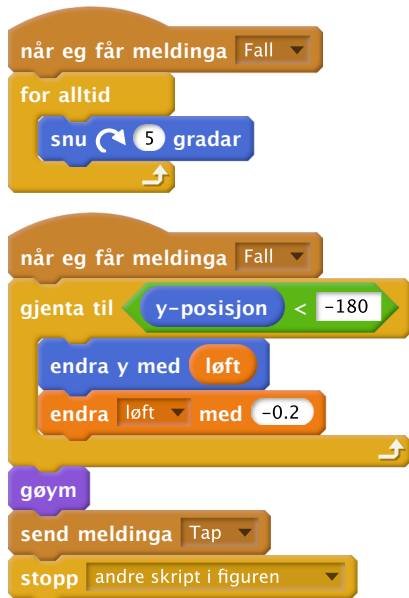 når eg får meldinga Fall
for alltid
snu 5 gradar
når eg får meldinga Fall
gjenta til y-posisjon < -180
endra y med løft
endra løft med -0.2
gøym
send meldinga Tap
stopp andre skript i figuren